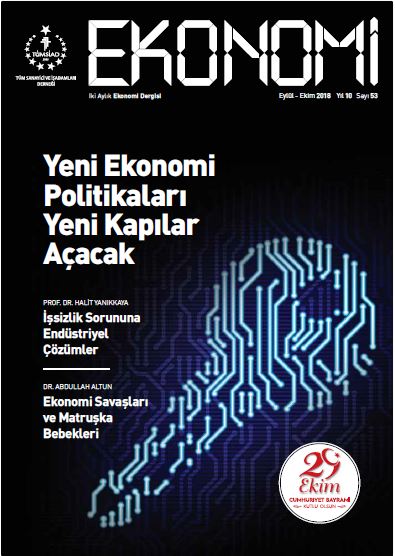 TÜMSİAD
TÜM SANAYİCİ VE İŞADAMLARI
DERNEĞİ
EKONOMİ
İki Aylık Ekonomi Dergisi
Eylül - Ekim 2018 Yıl 10 Sayı 53
Yeni Ekonomi
Politikaları
Yeni Kapılar
Açacak
PROF. DR. HALİT YANIKKAYA
İşsizlik Sorununa
Endüstriyel
Çözümler
DR. ABDULLAH ALTUN
Ekonomi Savaşları
ve Matruşka
Bebekleri
29
Ekim
CUMHURİYET BAYRAMI
KUTLU OLSUN